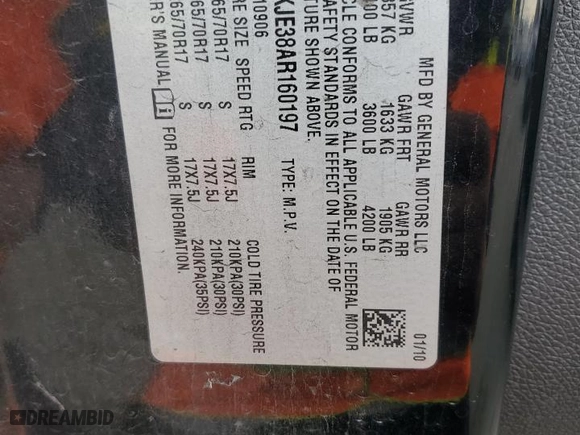 MFD BY GENERAL MOTORS LLC 01/10
GVWR GAWR FRT GAWR RR
857 KG 1633 KG 1905 KG
3600 LB 4200 LB
CLE CONFORMS TO ALL APPLICABLE U.S. FEDERAL MOTOR
AFETY STANDARDS IN EFFECT ON THE DATE OF
TURE SHOWN ABOVE.
KJE38AR160197 TYPE: M.P.V.
10906
RE SIZE SPEED RTG RIM COLD TIRE PRESSURE
65/70R17 S 17X7.5J 210KPA(30PSI)
65/70R17 S 17X7.5J 210KPA(30PSI)
65/70R17 S 17X7.5J 240KPA(35PSI)
R'S MANUAL FOR MORE INFORMATION.
DREAMBID